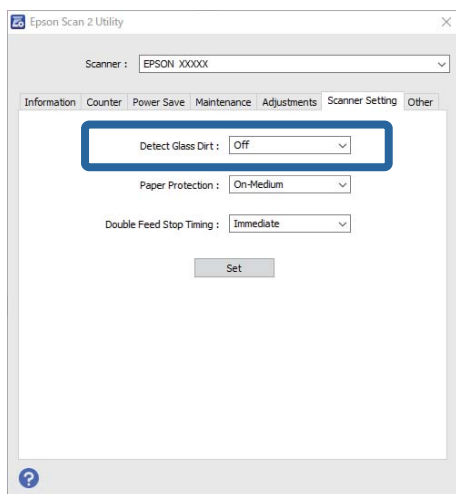 Epson Scan 2 Utility
Scanner : EPSON XXXXX
Information Counter Power Save Maintenance Adjustments Scanner Setting Other
Detect Glass Dirt : Off
Paper Protection : On-Medium
Double Feed Stop Timing : Immediate
Set
?